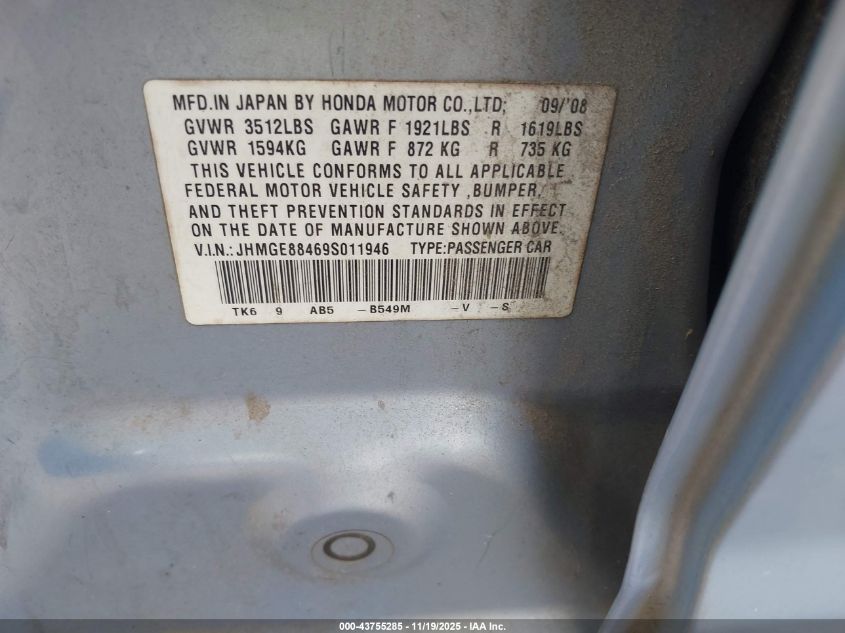 MFD.IN JAPAN BY HONDA MOTOR CO.,LTD; 09/'08
GVWR 3512LBS GAWR F 1921LBS R 1619LBS
GVWR 1594KG GAWR F 872 KG R 735 KG
THIS VEHICLE CONFORMS TO ALL APPLICABLE
FEDERAL MOTOR VEHICLE SAFETY ,BUMPER,
AND THEFT PREVENTION STANDARDS IN EFFECT
ON THE DATE OF MANUFACTURE SHOWN ABOVE.
V.I.N.:JHMGE88469S011946 TYPE:PASSENGER CAR
TK6 9 AB5 -B549M -V -S
000-43755285 - 11/19/2025 - IAA Inc.